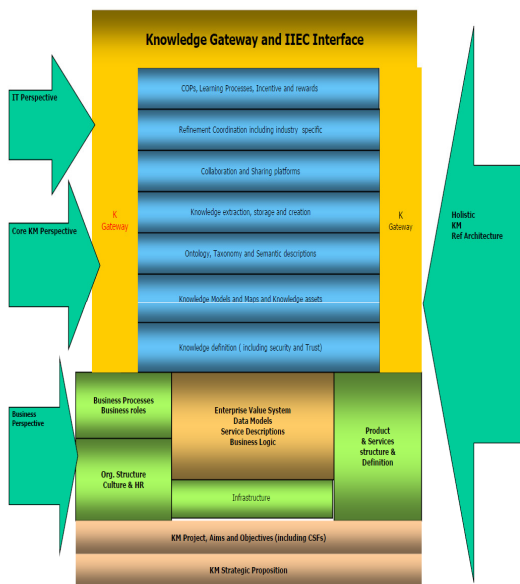 Knowledge Gateway and IIEC Interface
COPs, Learning Processes, Incentive and rewards
IT Perspective
Refinement Coordination including industry specific
Collaboration and Sharing platforms
K
Gateway
Knowledge extraction, storage and creation
K
Gateway
Core KM Perspective
Holistic
KM
Ref Architecture
Ontology, Taxonomy and Semantic descriptions
Knowledge Models and Maps and Knowledge assets
Knowledge definition ( including security and Trust)
Business
Perspective
Business Processes
Business roles
Enterprise Value System
Data Models
Service Descriptions
Business Logic
Product
& Services
structure &
Definition
Org. Structure
Culture & HR
Infrastructure
KM Project, Aims and Objectives (including CSFs)
KM Strategic Proposition